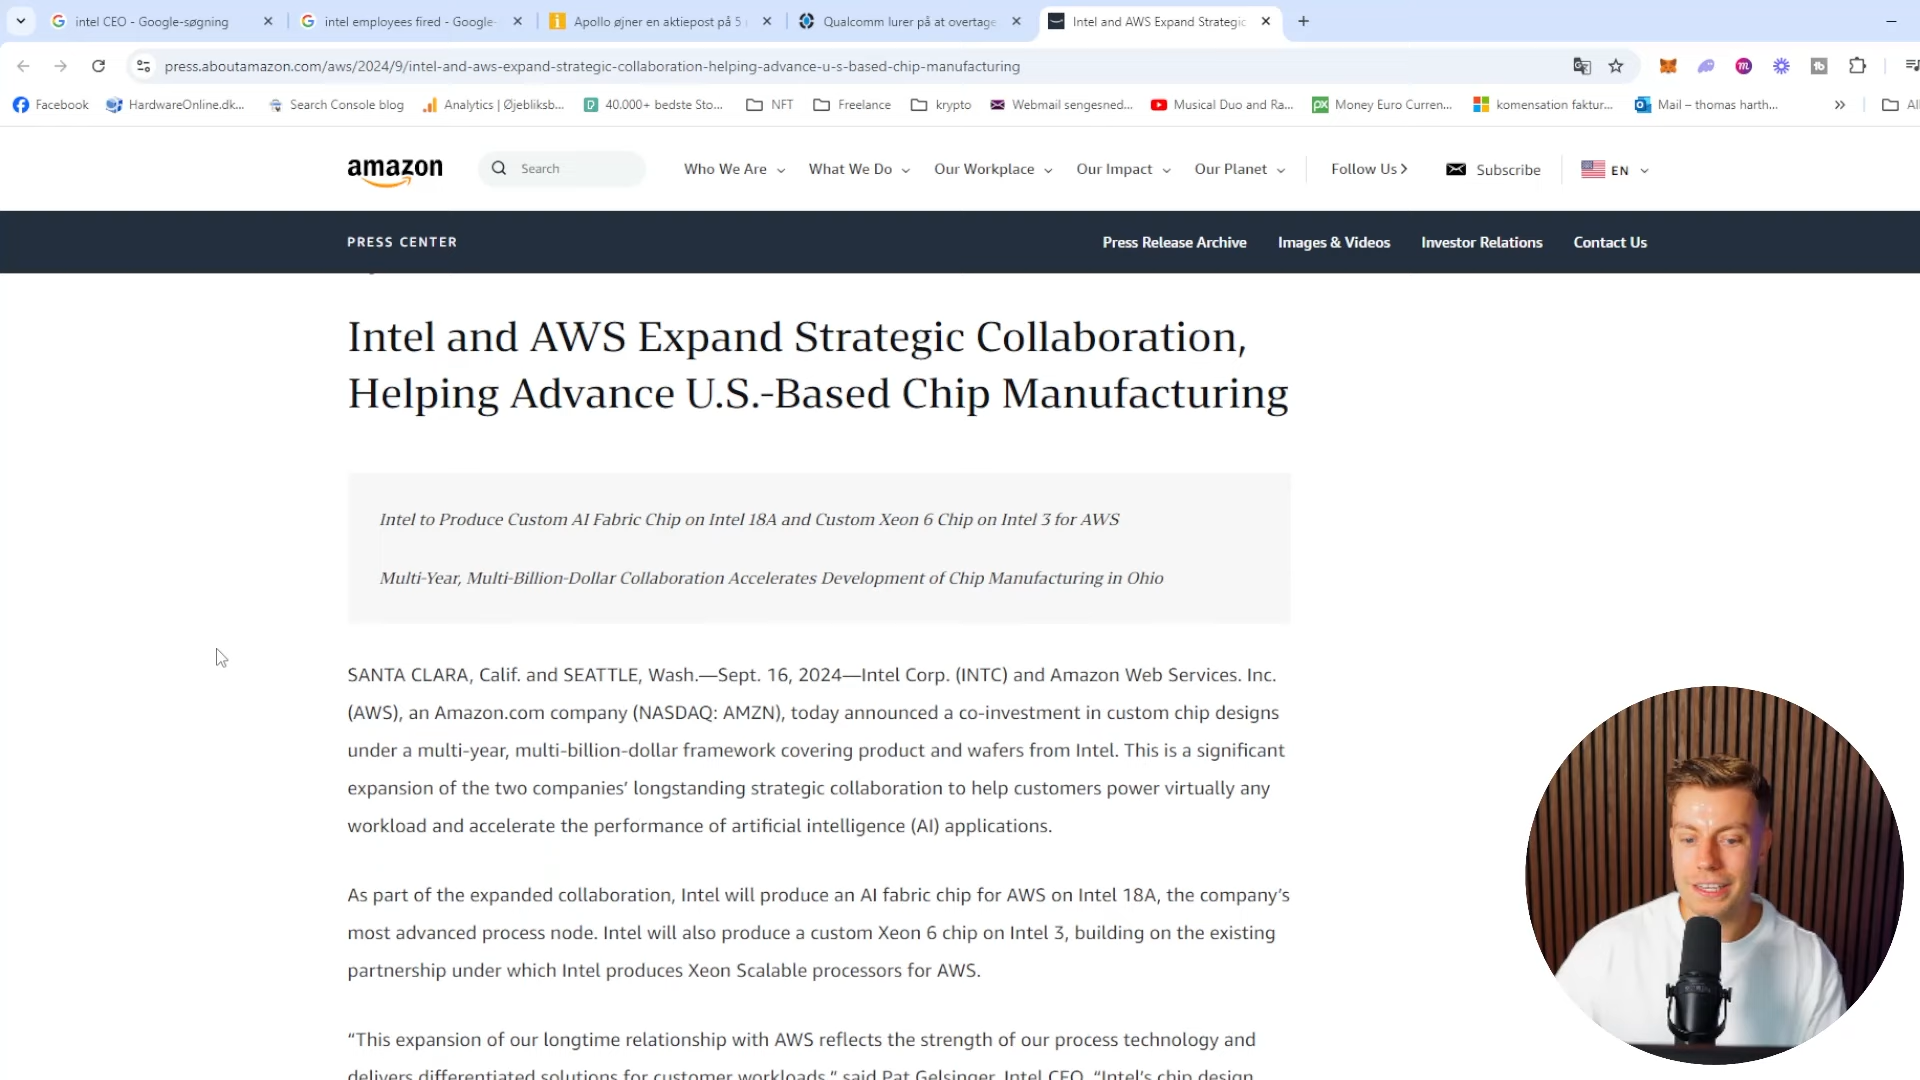 intel CEO - Google-søgning
intel employees fired - Google-
Apollo øjner en aktiepost på 5
Qualcomm lurer på at overtage
Intel and AWS Expand Strategic
press.aboutamazon.com/aws/2024/9/intel-and-aws-expand-strategic-collaboration-helping-advance-u-s-based-chip-manufacturing
Facebook
HardwareOnline.dk...
Search Console blog
Analytics | Øjebliksb...
40.000+ bedste Sto...
NFT
Freelance
krypto
Webmail sengesned...
Musical Duo and Ra...
Money Euro Curren...
komensation faktur...
Mail – thomas harth...
amazon
Search
Who We Are
What We Do
Our Workplace
Our Impact
Our Planet
Follow Us
Subscribe
EN
PRESS CENTER
Press Release Archive
Images & Videos
Investor Relations
Contact Us
Intel and AWS Expand Strategic Collaboration,
Helping Advance U.S.-Based Chip Manufacturing
Intel to Produce Custom AI Fabric Chip on Intel 18A and Custom Xeon 6 Chip on Intel 3 for AWS
Multi-Year, Multi-Billion-Dollar Collaboration Accelerates Development of Chip Manufacturing in Ohio
SANTA CLARA, Calif. and SEATTLE, Wash.—Sept. 16, 2024—Intel Corp. (INTC) and Amazon Web Services. Inc.
(AWS), an Amazon.com company (NASDAQ: AMZN), today announced a co-investment in custom chip designs
under a multi-year, multi-billion-dollar framework covering product and wafers from Intel. This is a significant
expansion of the two companies’ longstanding strategic collaboration to help customers power virtually any
workload and accelerate the performance of artificial intelligence (AI) applications.
As part of the expanded collaboration, Intel will produce an AI fabric chip for AWS on Intel 18A, the company’s
most advanced process node. Intel will also produce a custom Xeon 6 chip on Intel 3, building on the existing
partnership under which Intel produces Xeon Scalable processors for AWS.
“This expansion of our longtime relationship with AWS reflects the strength of our process technology and
delivers differentiated solutions for customer workloads,” said Pat Gelsinger, Intel CEO. “Intel’s chip design